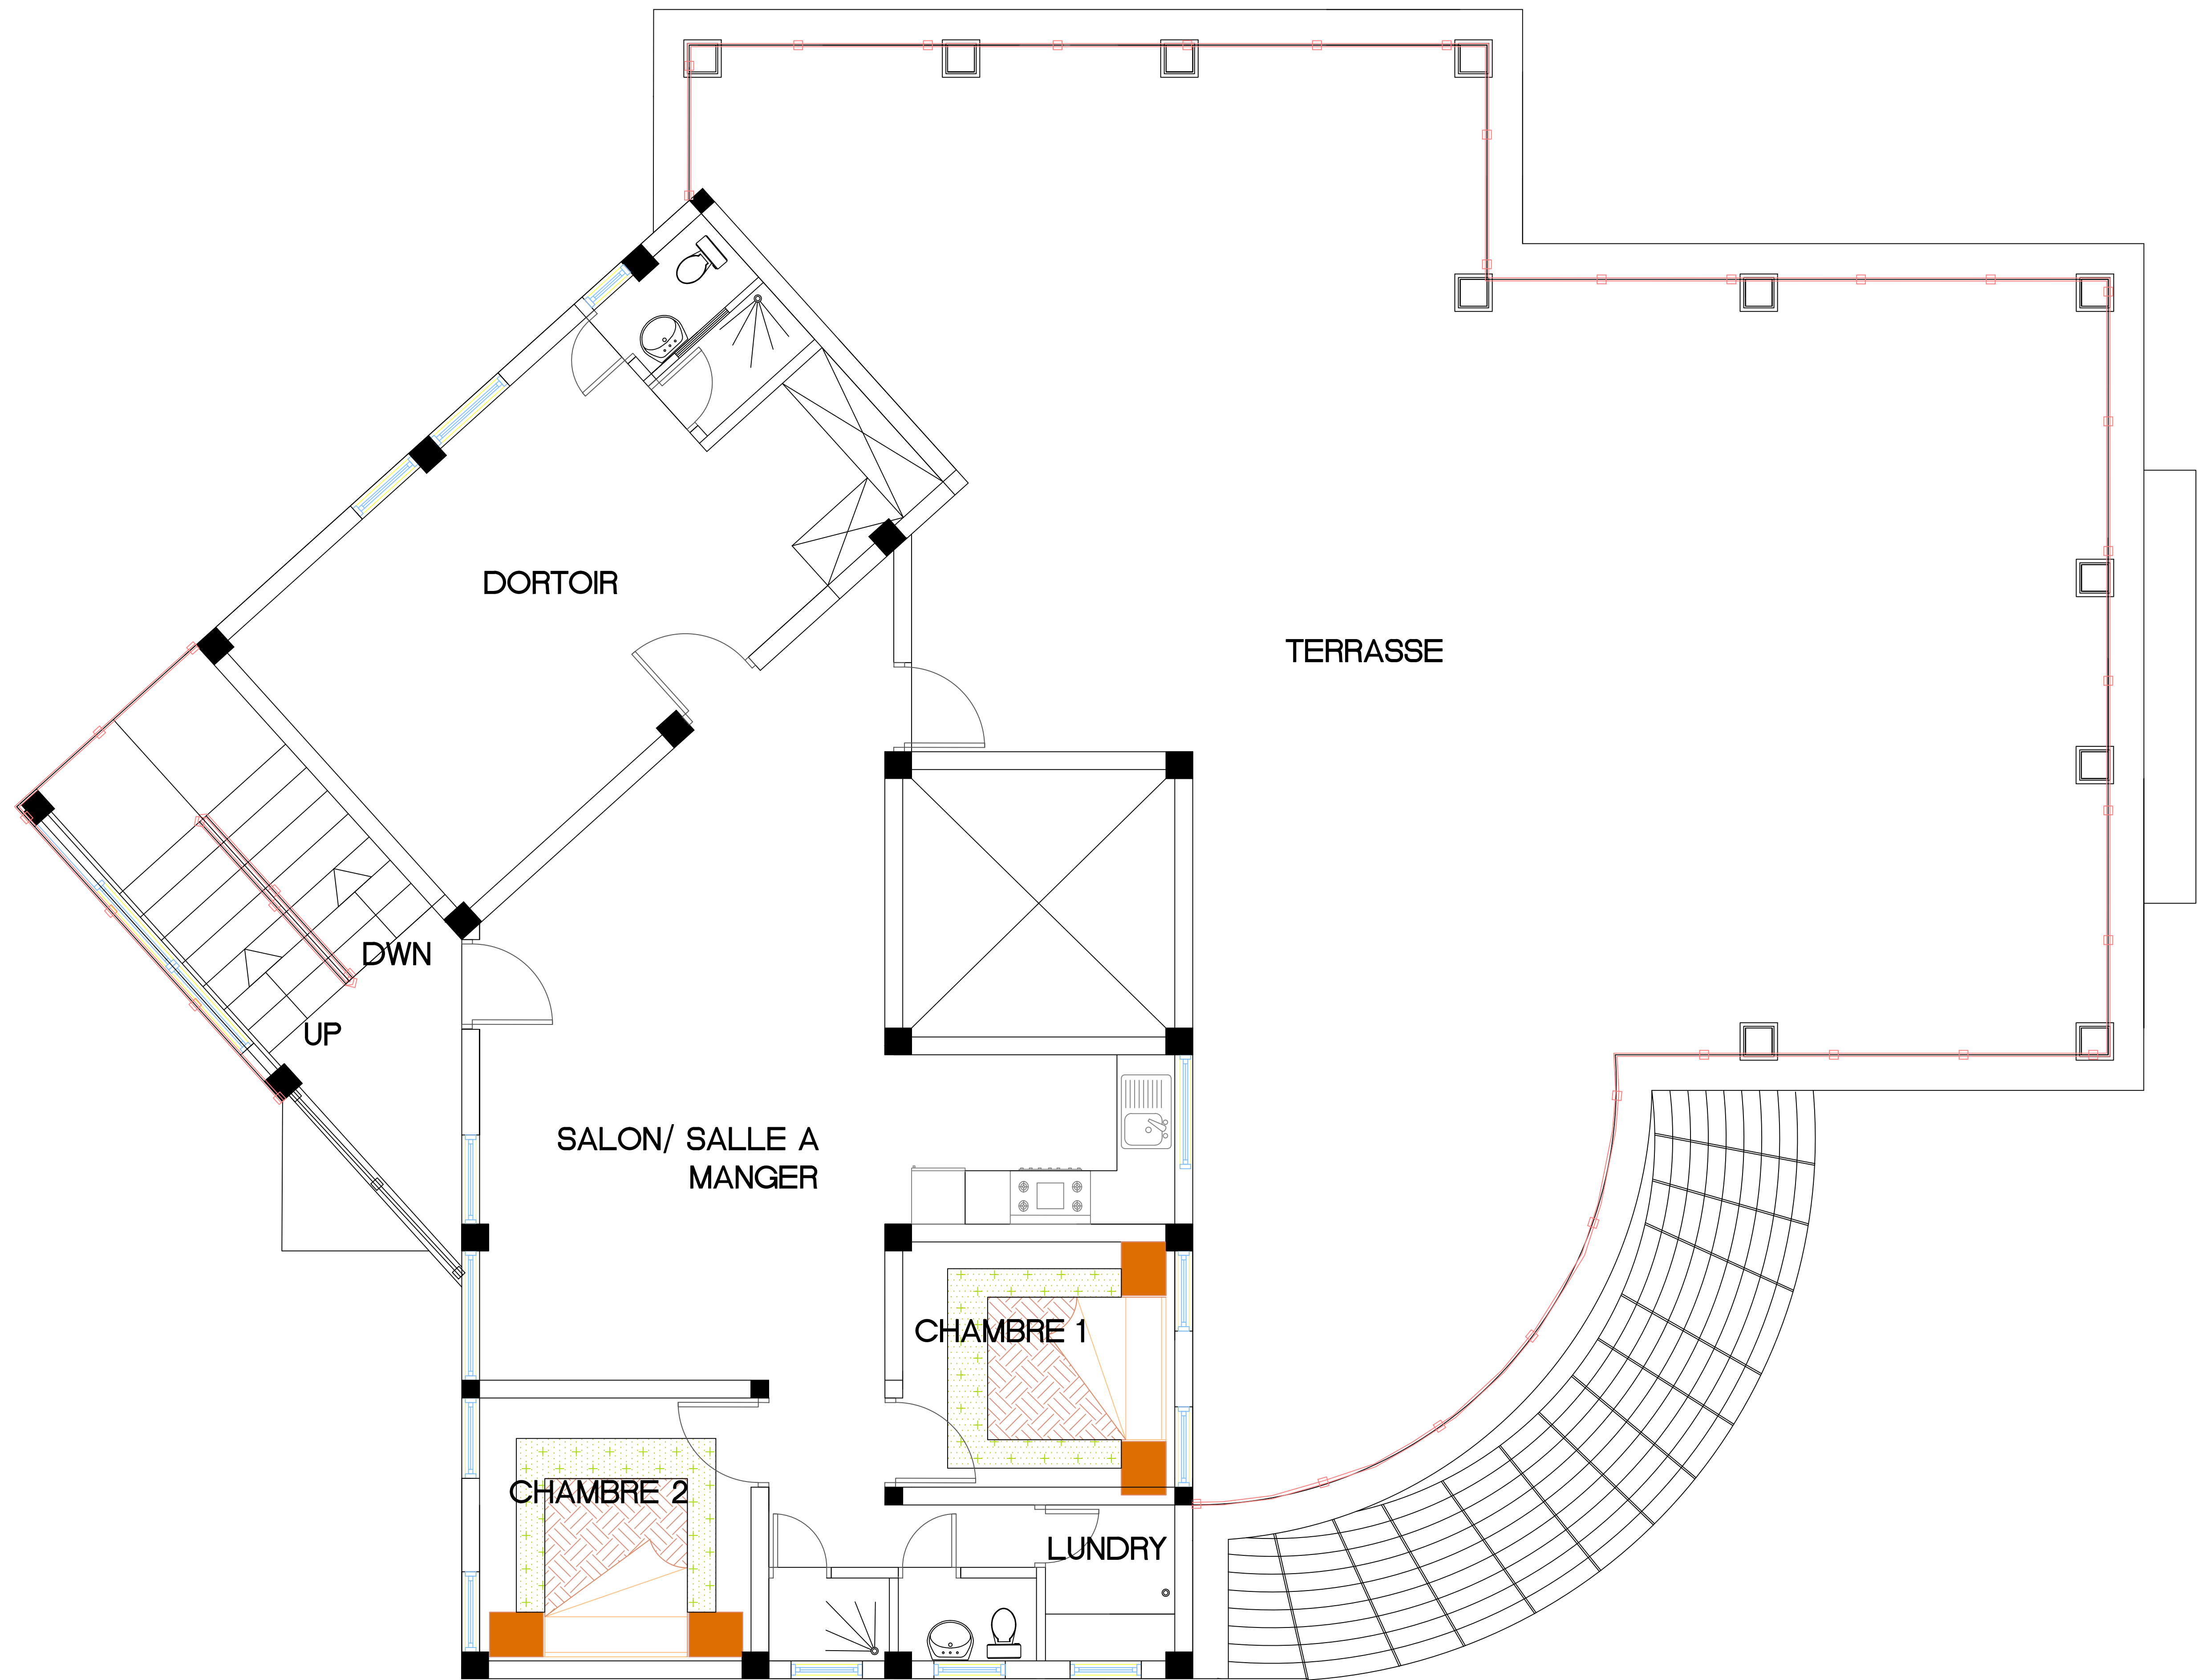 DORTOIR
TERRASSE
DWN
UP
SALON/ SALLE A
MANGER
CHAMBRE 1
CHAMBRE 2
LUNDRY